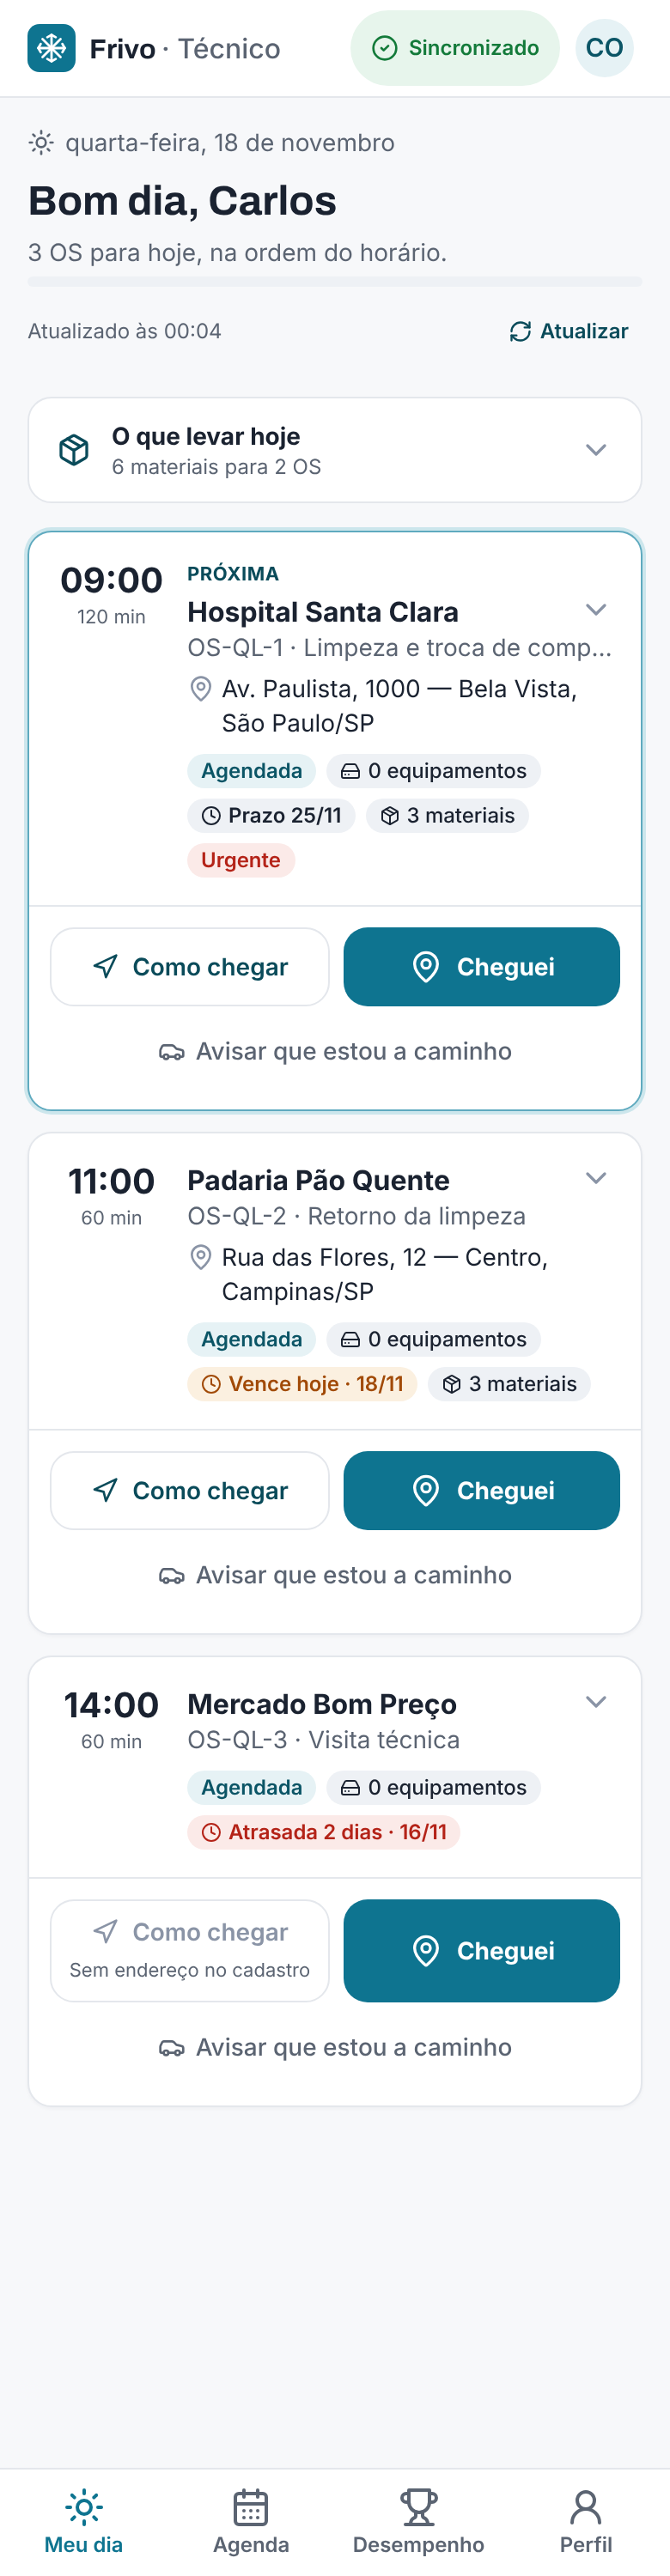 Frivo · Técnico
Sincronizado
CO
quarta-feira, 18 de novembro
Bom dia, Carlos
3 OS para hoje, na ordem do horário.
Atualizado às 00:04
Atualizar
O que levar hoje
6 materiais para 2 OS
09:00
120 min
PRÓXIMA
Hospital Santa Clara
OS-QL-1 · Limpeza e troca de comp...
Av. Paulista, 1000 — Bela Vista,
São Paulo/SP
Agendada
0 equipamentos
Prazo 25/11
3 materiais
Urgente
Como chegar
Cheguei
Avisar que estou a caminho
11:00
60 min
Padaria Pão Quente
OS-QL-2 · Retorno da limpeza
Rua das Flores, 12 — Centro,
Campinas/SP
Agendada
0 equipamentos
Vence hoje · 18/11
3 materiais
Como chegar
Cheguei
Avisar que estou a caminho
14:00
60 min
Mercado Bom Preço
OS-QL-3 · Visita técnica
Agendada
0 equipamentos
Atrasada 2 dias · 16/11
Como chegar
Sem endereço no cadastro
Cheguei
Avisar que estou a caminho
Meu dia
Agenda
Desempenho
Perfil